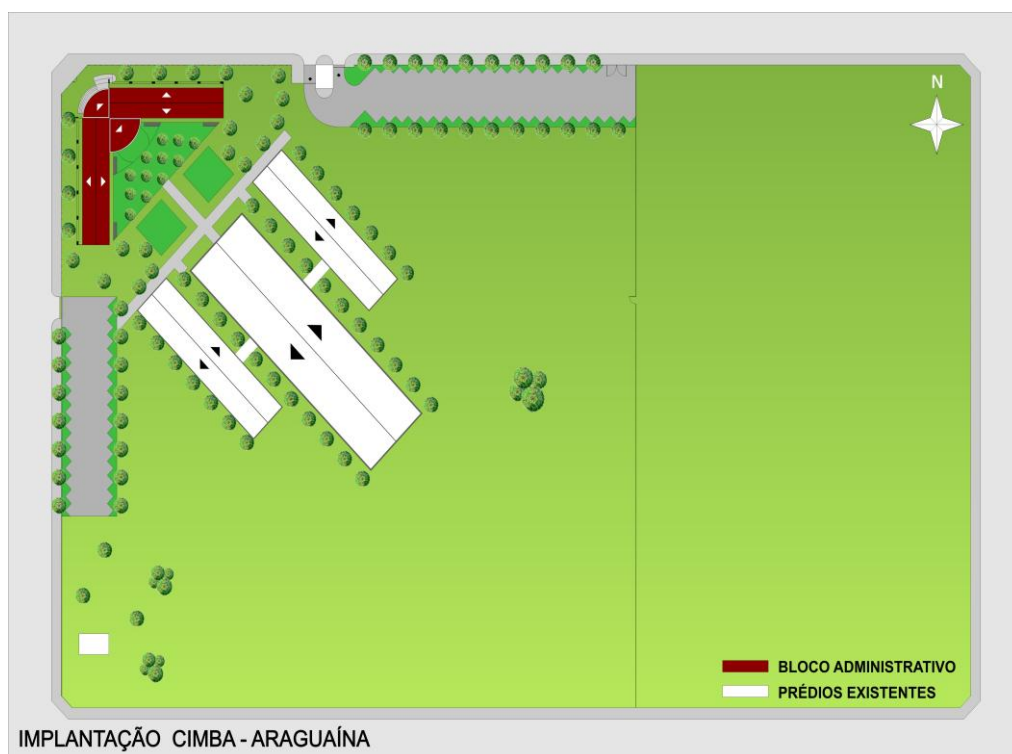 N
BLOCO ADMINISTRATIVO
PRÉDIOS EXISTENTES
IMPLANTAÇÃO CIMBA - ARAGUAÍNA